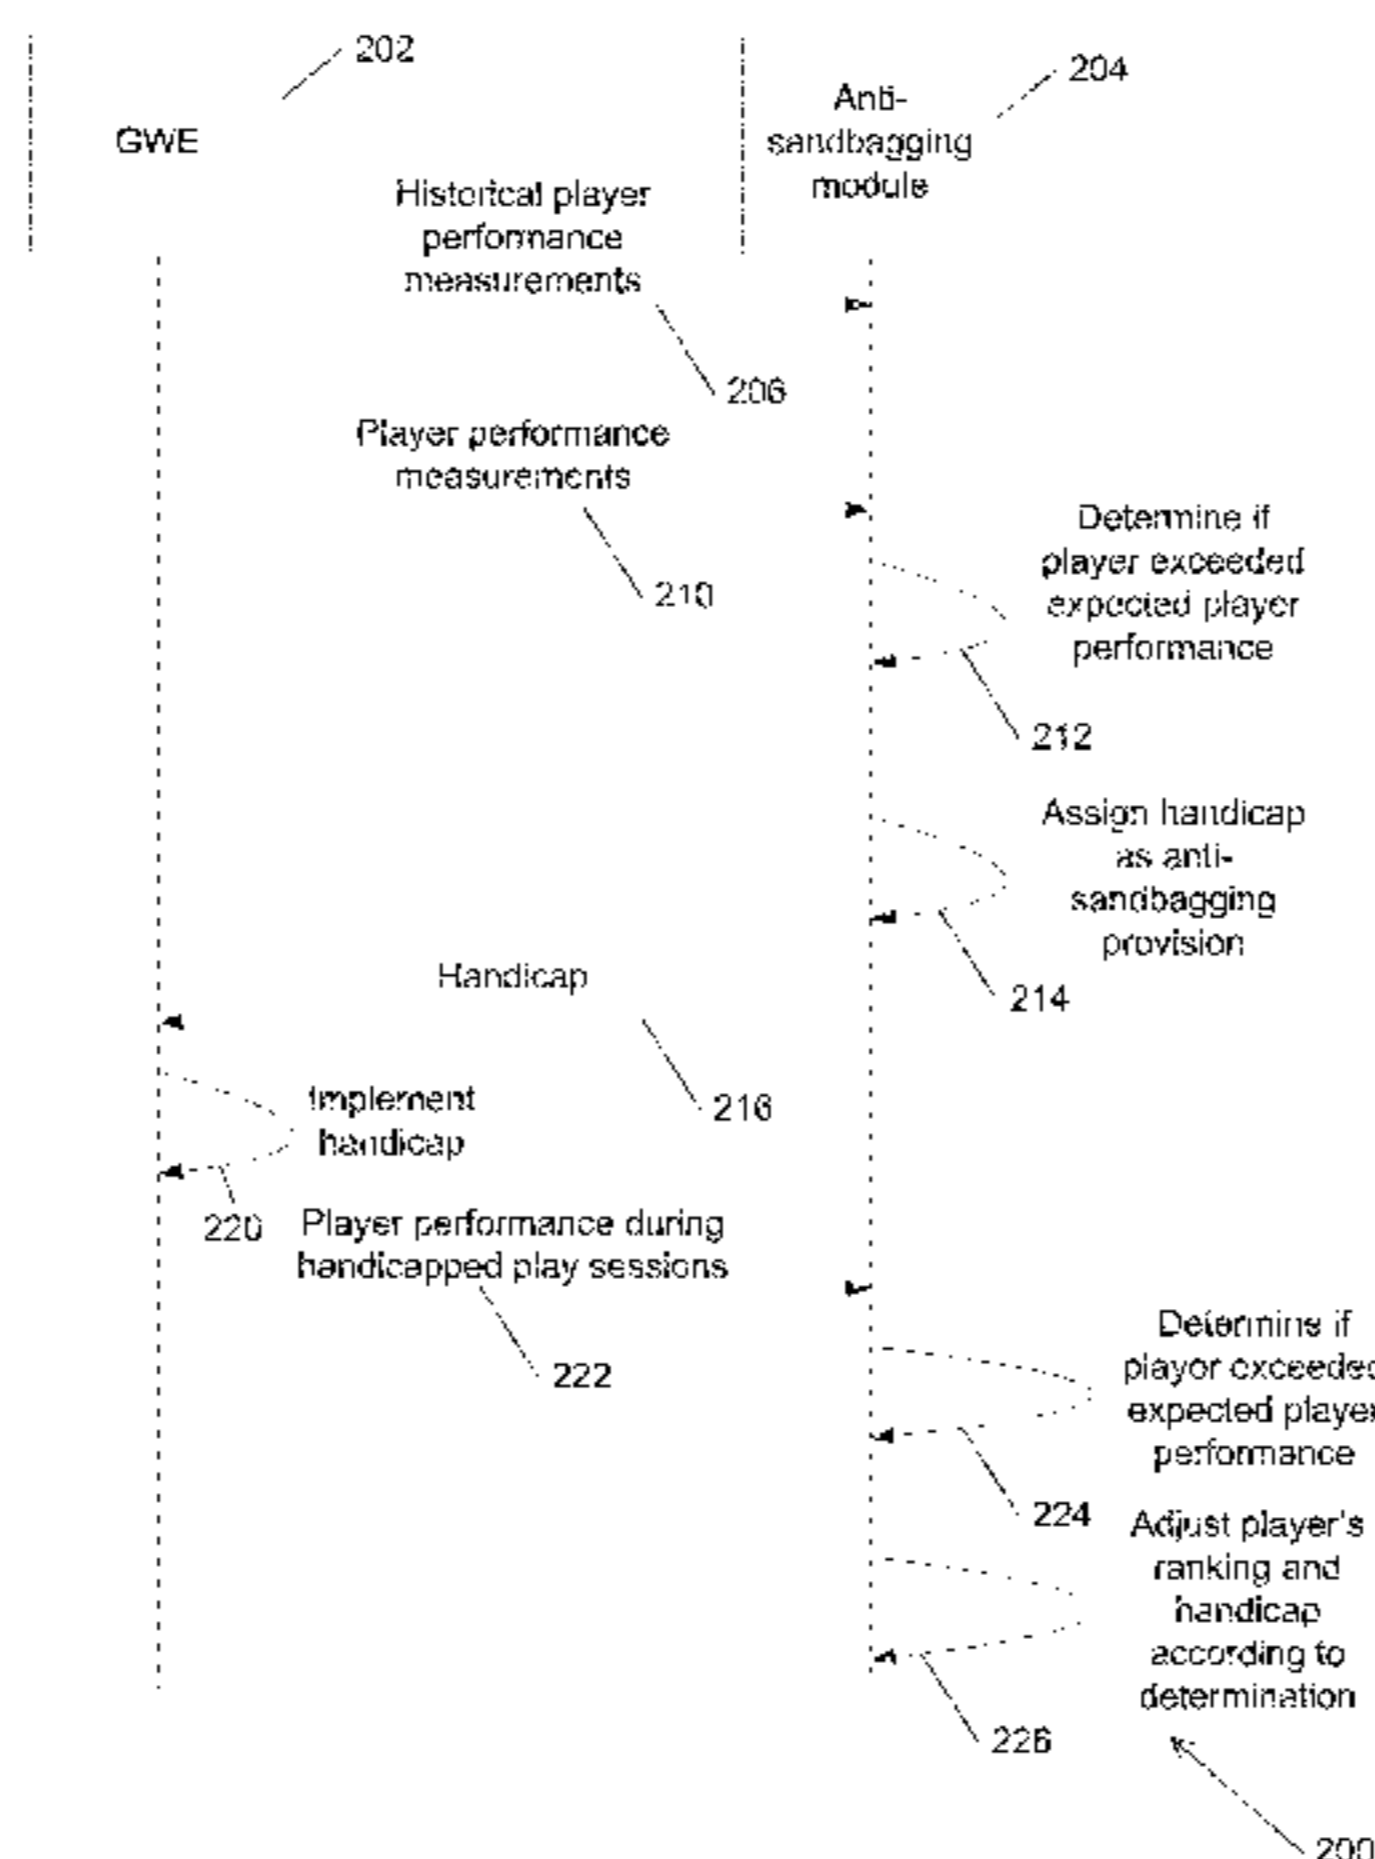 202
GWE
204
Anti-
sandbagging
module
Historical player
performance
measurements
206
Player performance
measurements
210
Determine if
player exceeded
expected player
performance
212
Assign handicap
as anti-
sandbagging
provision
214
Handicap
216
Implement
handicap
220
Player performance during
handicapped play sessions
222
Determine if
player exceeded
expected player
performance
224
Adjust player's
ranking and
handicap
according to
determination
226
200